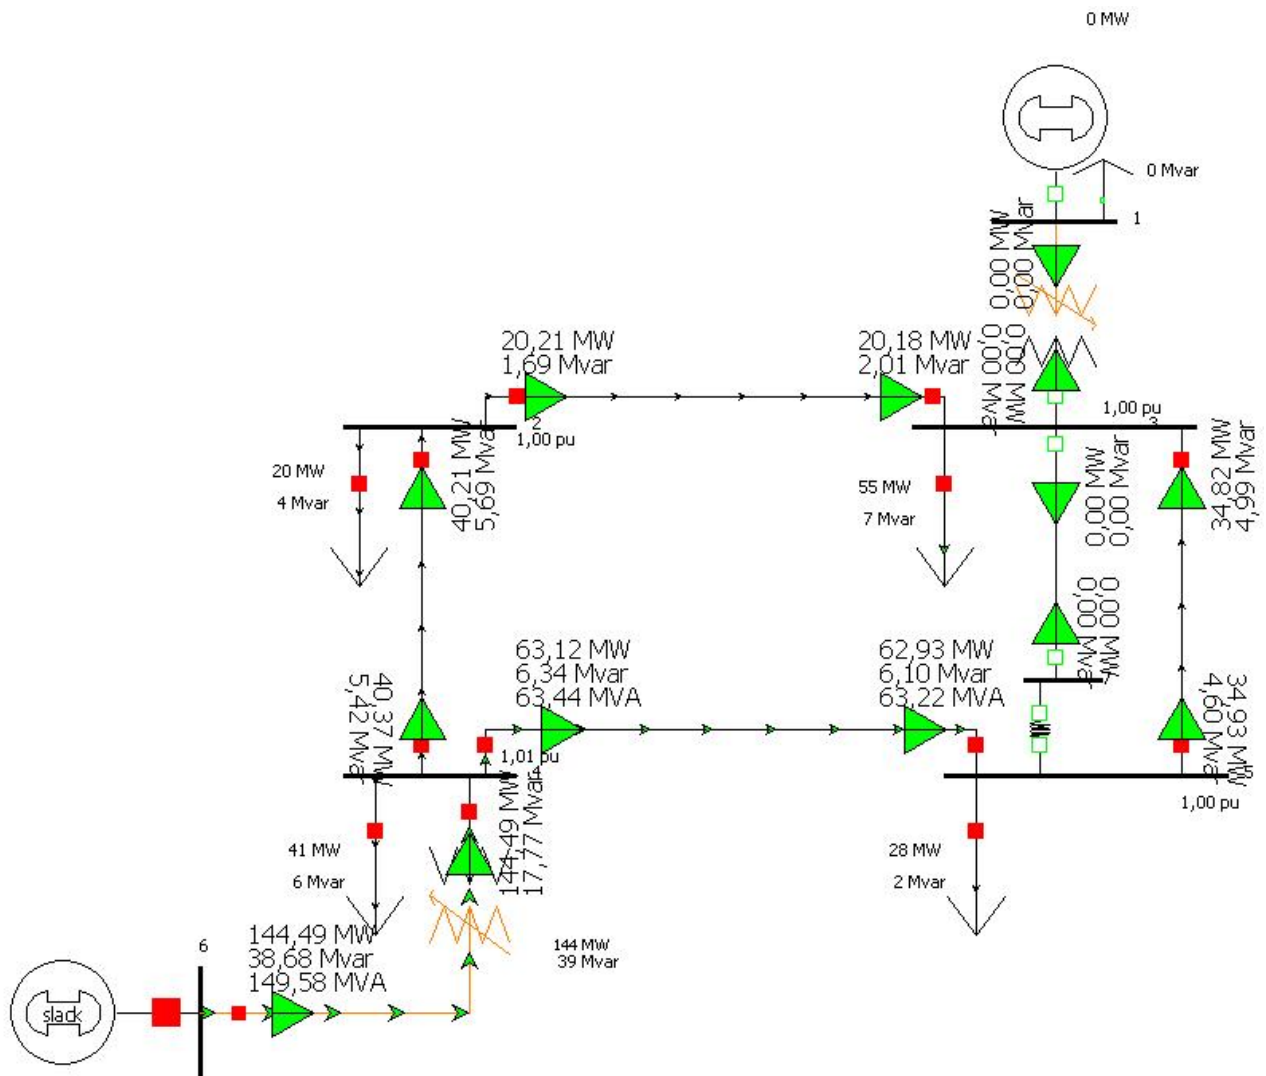 0 MW
0 Mvar
1
0,00 MW
0,00 Mvar
0,00 MW
0,00 Mvar
20,21 MW
1,69 Mvar
20,18 MW
2,01 Mvar
2
1,00 pu
1,00 pu
3
20 MW
4 Mvar
40,21 MW
5,69 Mvar
55 MW
7 Mvar
0,00 MW
0,00 Mvar
34,82 MW
4,99 Mvar
0,00 MW
0,00 Mvar
63,12 MW
6,34 Mvar
63,44 MVA
62,93 MW
6,10 Mvar
63,22 MVA
40,37 MW
5,42 Mvar
34,93 MW
4,60 Mvar
1,01 pu
4
1,00 pu
144,49 MW
17,77 Mvar
41 MW
6 Mvar
28 MW
2 Mvar
6
144,49 MW
38,68 Mvar
149,58 MVA
144 MW
39 Mvar
slack